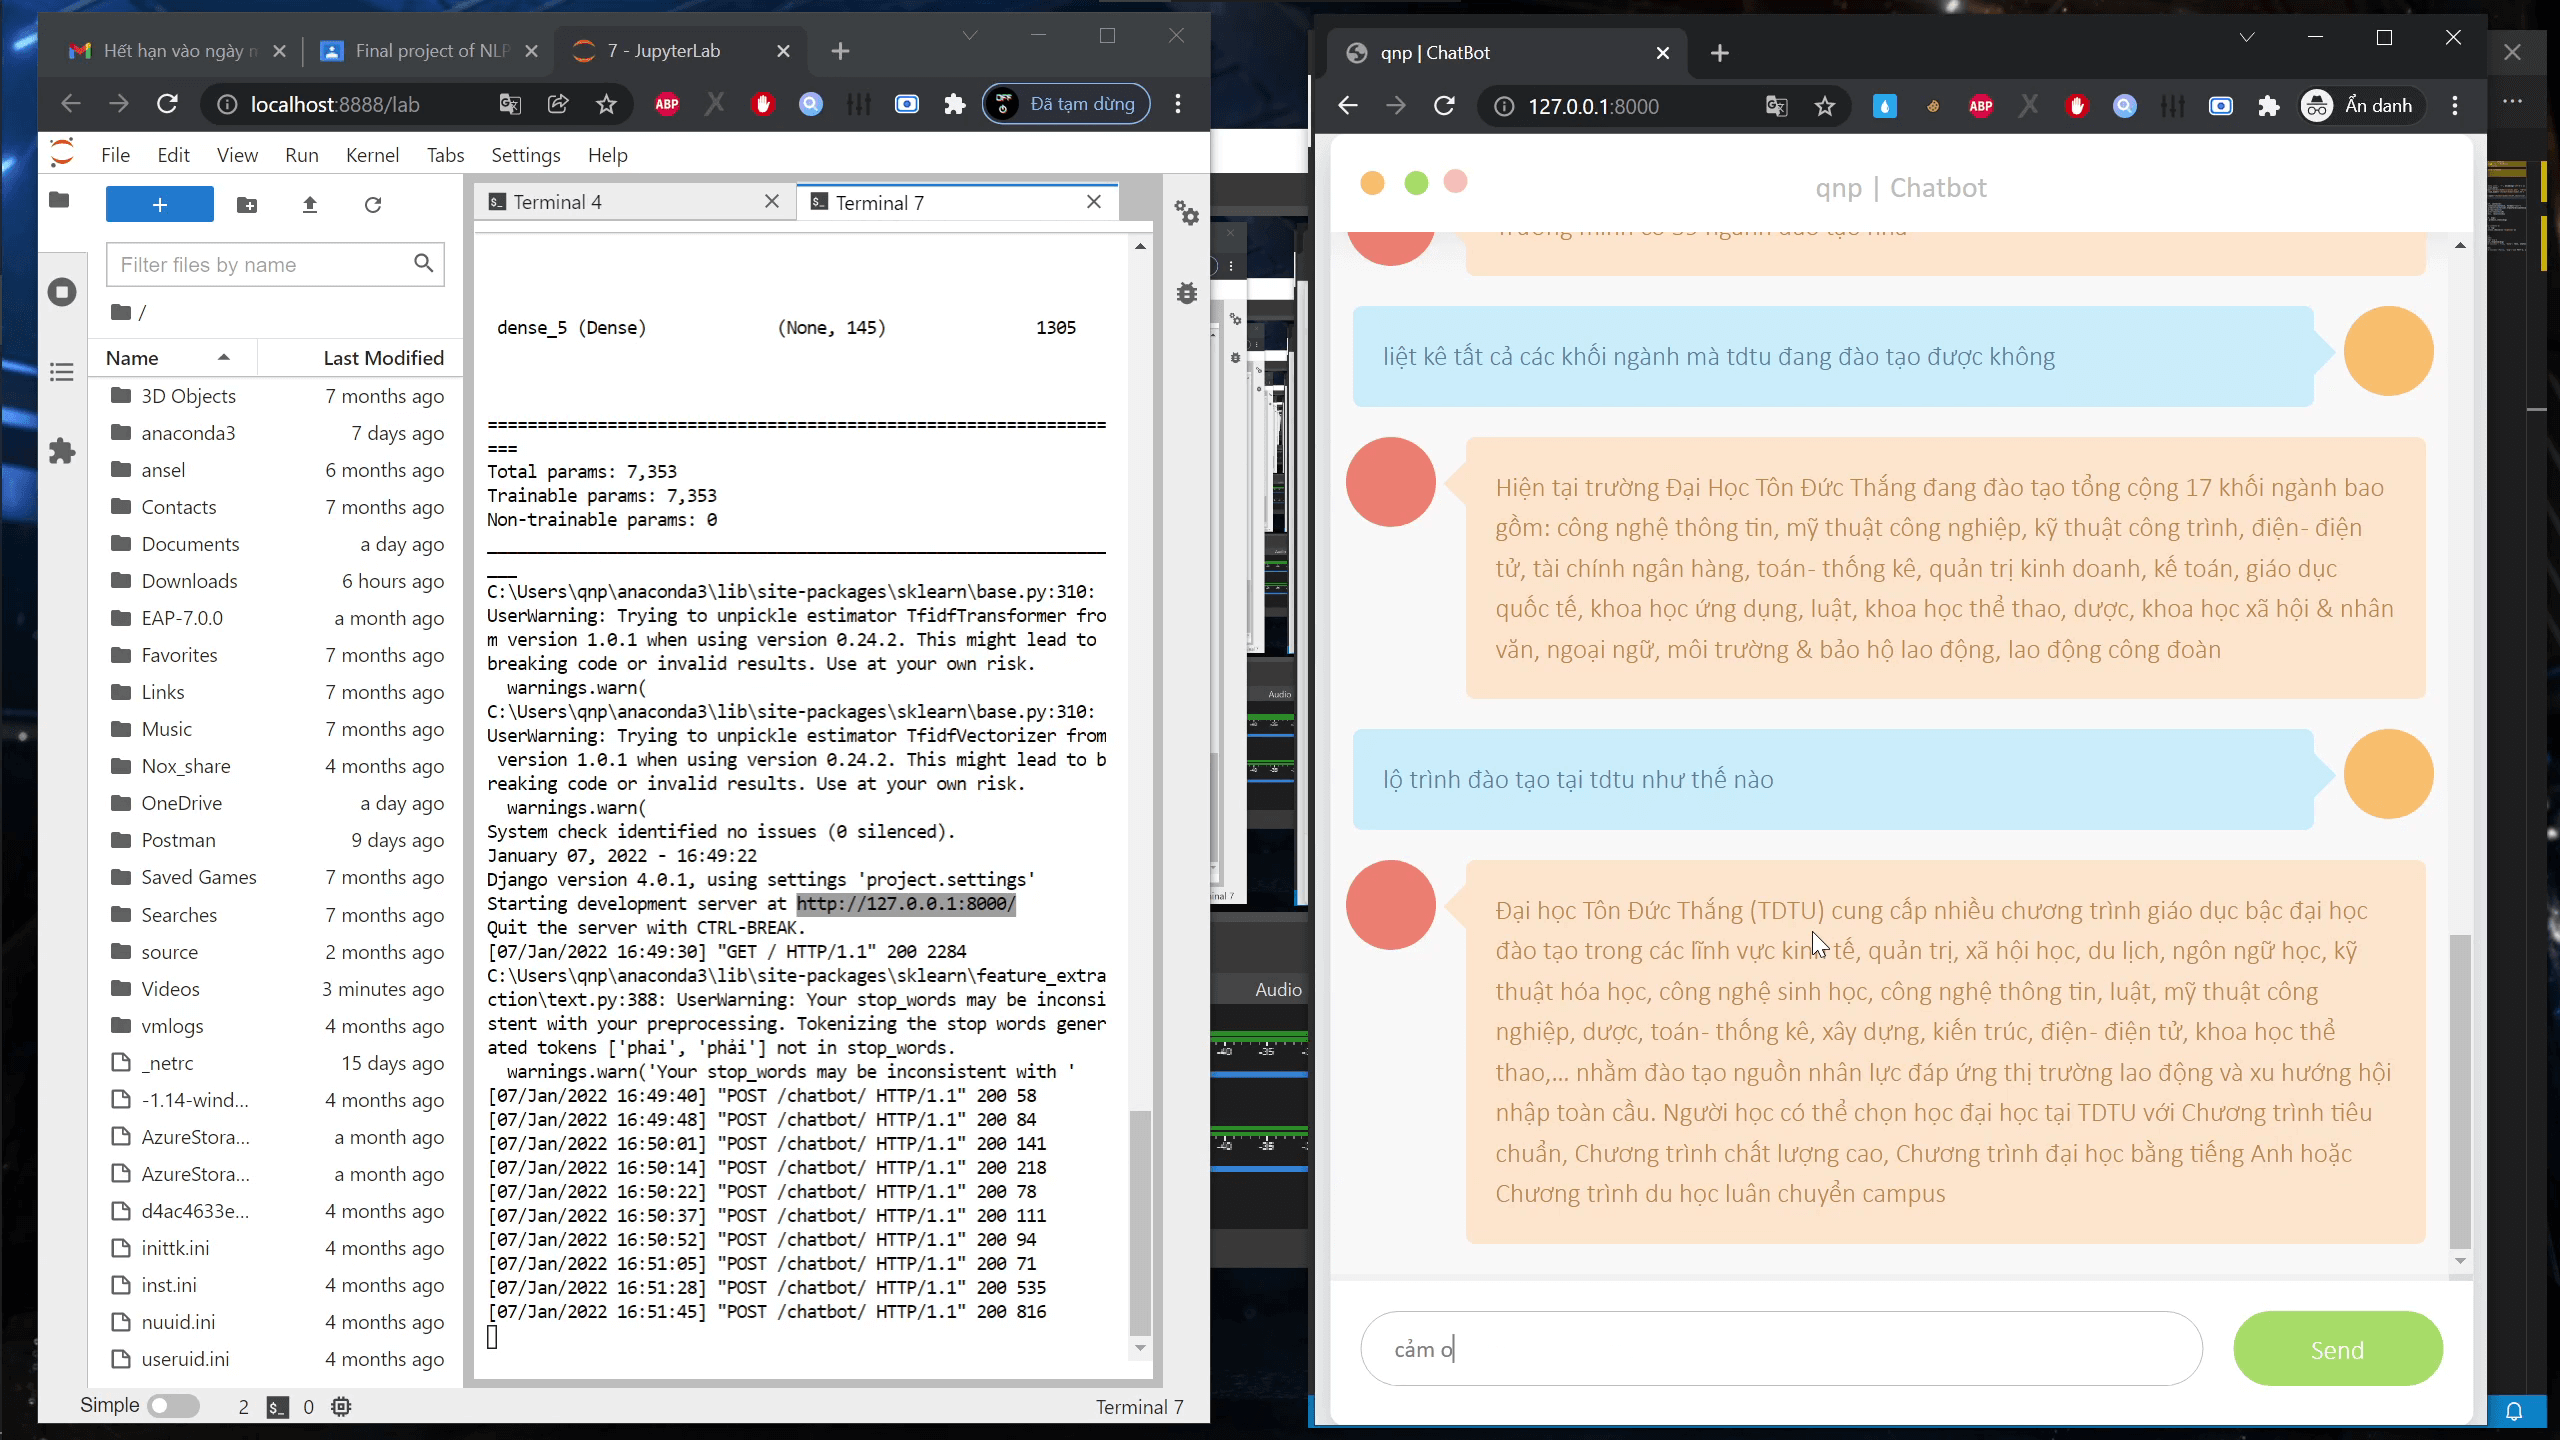 Hết hạn vào ngày
Final project of NLP
7 - JupyterLab
localhost:8888/lab
ABP
Đã tạm dừng
File Edit View Run Kernel Tabs Settings Help
Filter files by name
/
Name Last Modified
3D Objects 7 months ago
anaconda3 7 days ago
ansel 6 months ago
Contacts 7 months ago
Documents a day ago
Downloads 6 hours ago
EAP-7.0.0 a month ago
Favorites 7 months ago
Links 7 months ago
Music 7 months ago
Nox_share 4 months ago
OneDrive a day ago
Postman 9 days ago
Saved Games 7 months ago
Searches 7 months ago
source 2 months ago
Videos 3 minutes ago
vmlogs 4 months ago
_netrc 15 days ago
-1.14-wind... 4 months ago
AzureStora... a month ago
AzureStora... a month ago
d4ac4633e... 4 months ago
inittk.ini 4 months ago
inst.ini 4 months ago
nuuid.ini 4 months ago
useruid.ini 4 months ago
Terminal 4
Terminal 7
dense_5 (Dense) (None, 145) 1305
==============================================================
===
Total params: 7,353
Trainable params: 7,353
Non-trainable params: 0
______________________________________________________________
___
C:\Users\qnp\anaconda3\lib\site-packages\sklearn\base.py:310:
UserWarning: Trying to unpickle estimator TfidfTransformer fro
m version 1.0.1 when using version 0.24.2. This might lead to
breaking code or invalid results. Use at your own risk.
warnings.warn(
C:\Users\qnp\anaconda3\lib\site-packages\sklearn\base.py:310:
UserWarning: Trying to unpickle estimator TfidfVectorizer from
version 1.0.1 when using version 0.24.2. This might lead to b
reaking code or invalid results. Use at your own risk.
warnings.warn(
System check identified no issues (0 silenced).
January 07, 2022 - 16:49:22
Django version 4.0.1, using settings 'project.settings'
Starting development server at http://127.0.0.1:8000/
Quit the server with CTRL-BREAK.
[07/Jan/2022 16:49:30] "GET / HTTP/1.1" 200 2284
C:\Users\qnp\anaconda3\lib\site-packages\sklearn\feature_extra
ction\text.py:388: UserWarning: Your stop_words may be inconsi
stent with your preprocessing. Tokenizing the stop words gener
ated tokens ['phai', 'phải'] not in stop_words.
warnings.warn('Your stop_words may be inconsistent with '
[07/Jan/2022 16:49:40] "POST /chatbot/ HTTP/1.1" 200 58
[07/Jan/2022 16:49:48] "POST /chatbot/ HTTP/1.1" 200 84
[07/Jan/2022 16:50:01] "POST /chatbot/ HTTP/1.1" 200 141
[07/Jan/2022 16:50:14] "POST /chatbot/ HTTP/1.1" 200 218
[07/Jan/2022 16:50:22] "POST /chatbot/ HTTP/1.1" 200 78
[07/Jan/2022 16:50:37] "POST /chatbot/ HTTP/1.1" 200 111
[07/Jan/2022 16:50:52] "POST /chatbot/ HTTP/1.1" 200 94
[07/Jan/2022 16:51:05] "POST /chatbot/ HTTP/1.1" 200 71
[07/Jan/2022 16:51:28] "POST /chatbot/ HTTP/1.1" 200 535
[07/Jan/2022 16:51:45] "POST /chatbot/ HTTP/1.1" 200 816
Simple 2 0 Terminal 7
Audio
Audio
-40 -35
-40 -35
qnp | ChatBot
127.0.0.1:8000
ABP
Ẩn danh
qnp | Chatbot
liệt kê tất cả các khối ngành mà tdtu đang đào tạo được không
Hiện tại trường Đại Học Tôn Đức Thắng đang đào tạo tổng cộng 17 khối ngành bao
gồm: công nghệ thông tin, mỹ thuật công nghiệp, kỹ thuật công trình, điện- điện
tử, tài chính ngân hàng, toán- thống kê, quản trị kinh doanh, kế toán, giáo dục
quốc tế, khoa học ứng dụng, luật, khoa học thể thao, dược, khoa học xã hội & nhân
văn, ngoại ngữ, môi trường & bảo hộ lao động, lao động công đoàn
lộ trình đào tạo tại tdtu như thế nào
Đại học Tôn Đức Thắng (TDTU) cung cấp nhiều chương trình giáo dục bậc đại học
đào tạo trong các lĩnh vực kinh tế, quản trị, xã hội học, du lịch, ngôn ngữ học, kỹ
thuật hóa học, công nghệ sinh học, công nghệ thông tin, luật, mỹ thuật công
nghiệp, dược, toán- thống kê, xây dựng, kiến trúc, điện- điện tử, khoa học thể
thao,... nhằm đào tạo nguồn nhân lực đáp ứng thị trường lao động và xu hướng hội
nhập toàn cầu. Người học có thể chọn học đại học tại TDTU với Chương trình tiêu
chuẩn, Chương trình chất lượng cao, Chương trình đại học bằng tiếng Anh hoặc
Chương trình du học luân chuyển campus
cảm o
Send